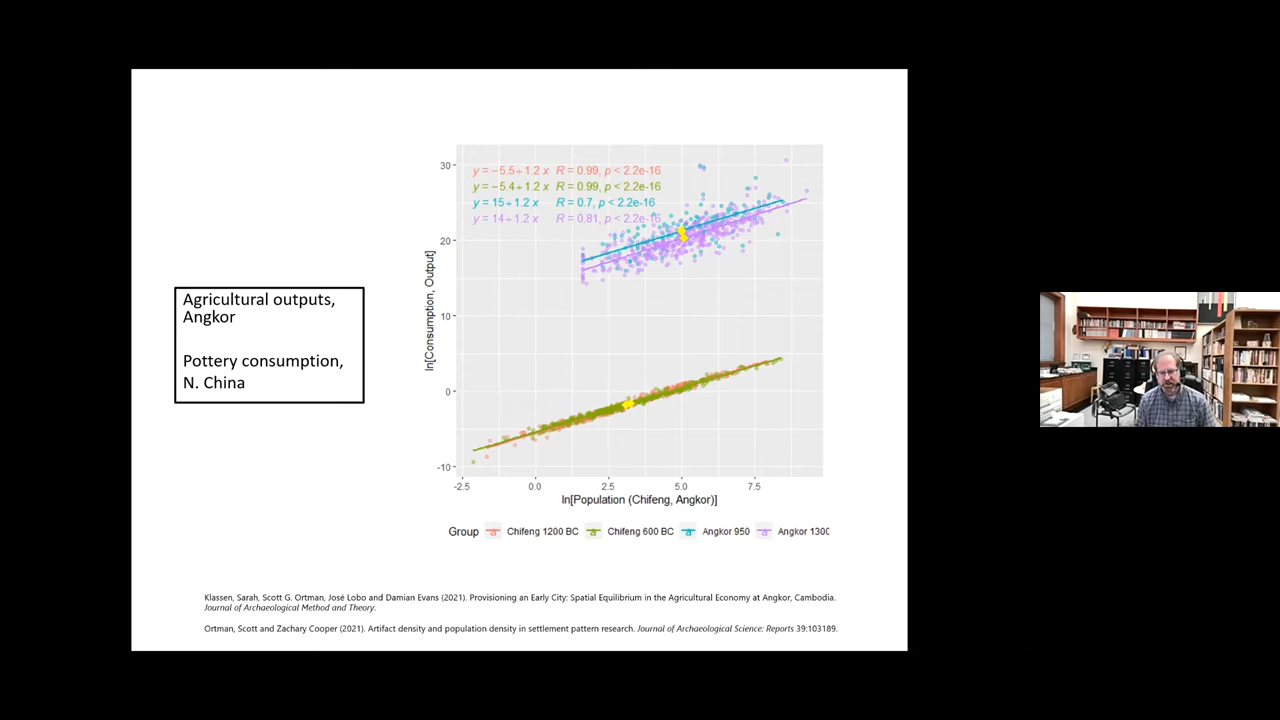 Agricultural outputs,
Angkor
Pottery consumption,
N. China
30
20
10
0
-10
ln[Consumption, Output]
y = −5.5+1.2 x R = 0.99, p < 2.2e-16
y = −5.4+1.2 x R = 0.99, p < 2.2e-16
y = 15+1.2 x R = 0.7, p < 2.2e-16
y = 14+1.2 x R = 0.81, p < 2.2e-16
-2.5 0.0 2.5 5.0 7.5
ln[Population (Chifeng, Angkor)]
Group a Chifeng 1200 BC a Chifeng 600 BC a Angkor 950 a Angkor 1300
Klassen, Sarah, Scott G. Ortman, José Lobo and Damian Evans (2021). Provisioning an Early City: Spatial Equilibrium in the Agricultural Economy at Angkor, Cambodia.
Journal of Archaeological Method and Theory.
Ortman, Scott and Zachary Cooper (2021). Artifact density and population density in settlement pattern research. Journal of Archaeological Science: Reports 39:103189.